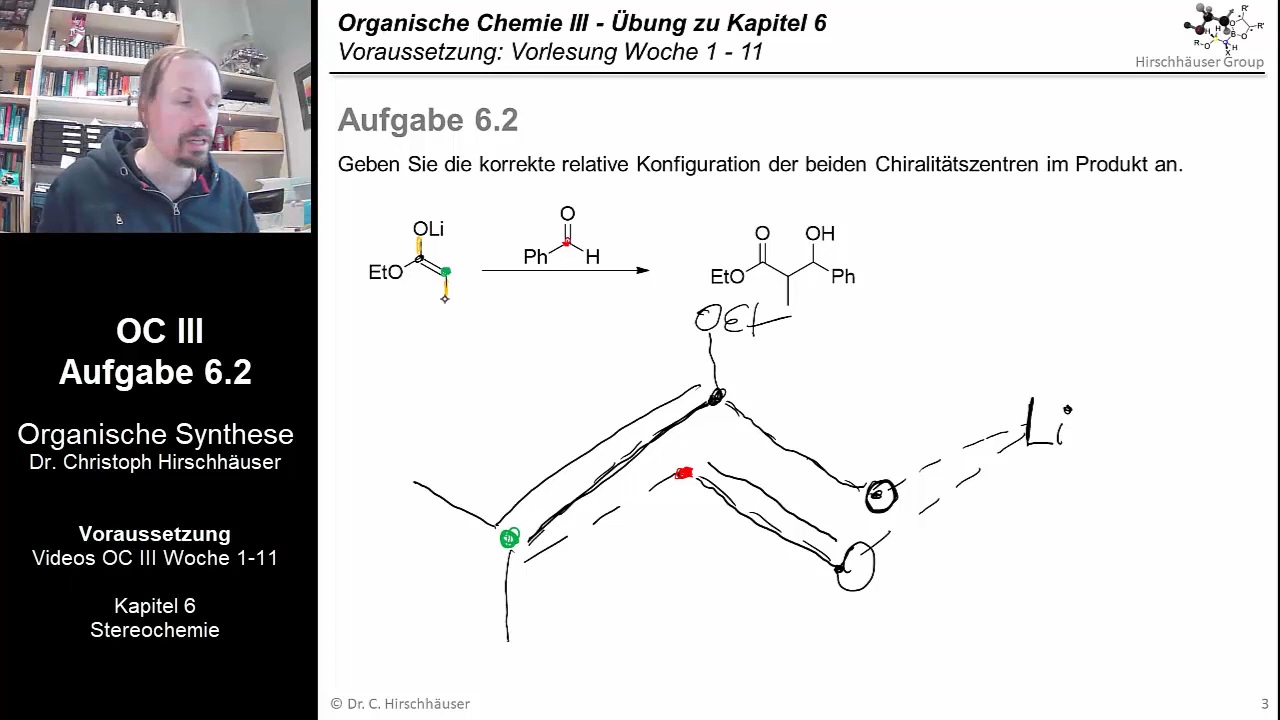 Organische Chemie III - Übung zu Kapitel 6
Voraussetzung: Vorlesung Woche 1 - 11
Hirschhäuser Group
Aufgabe 6.2
Geben Sie die korrekte relative Konfiguration der beiden Chiralitätszentren im Produkt an.
OLi
EtO
O
Ph H
O OH
EtO Ph
OEt
Li
OC III
Aufgabe 6.2
Organische Synthese
Dr. Christoph Hirschhäuser
Voraussetzung
Videos OC III Woche 1-11
Kapitel 6
Stereochemie
© Dr. C. Hirschhäuser
3